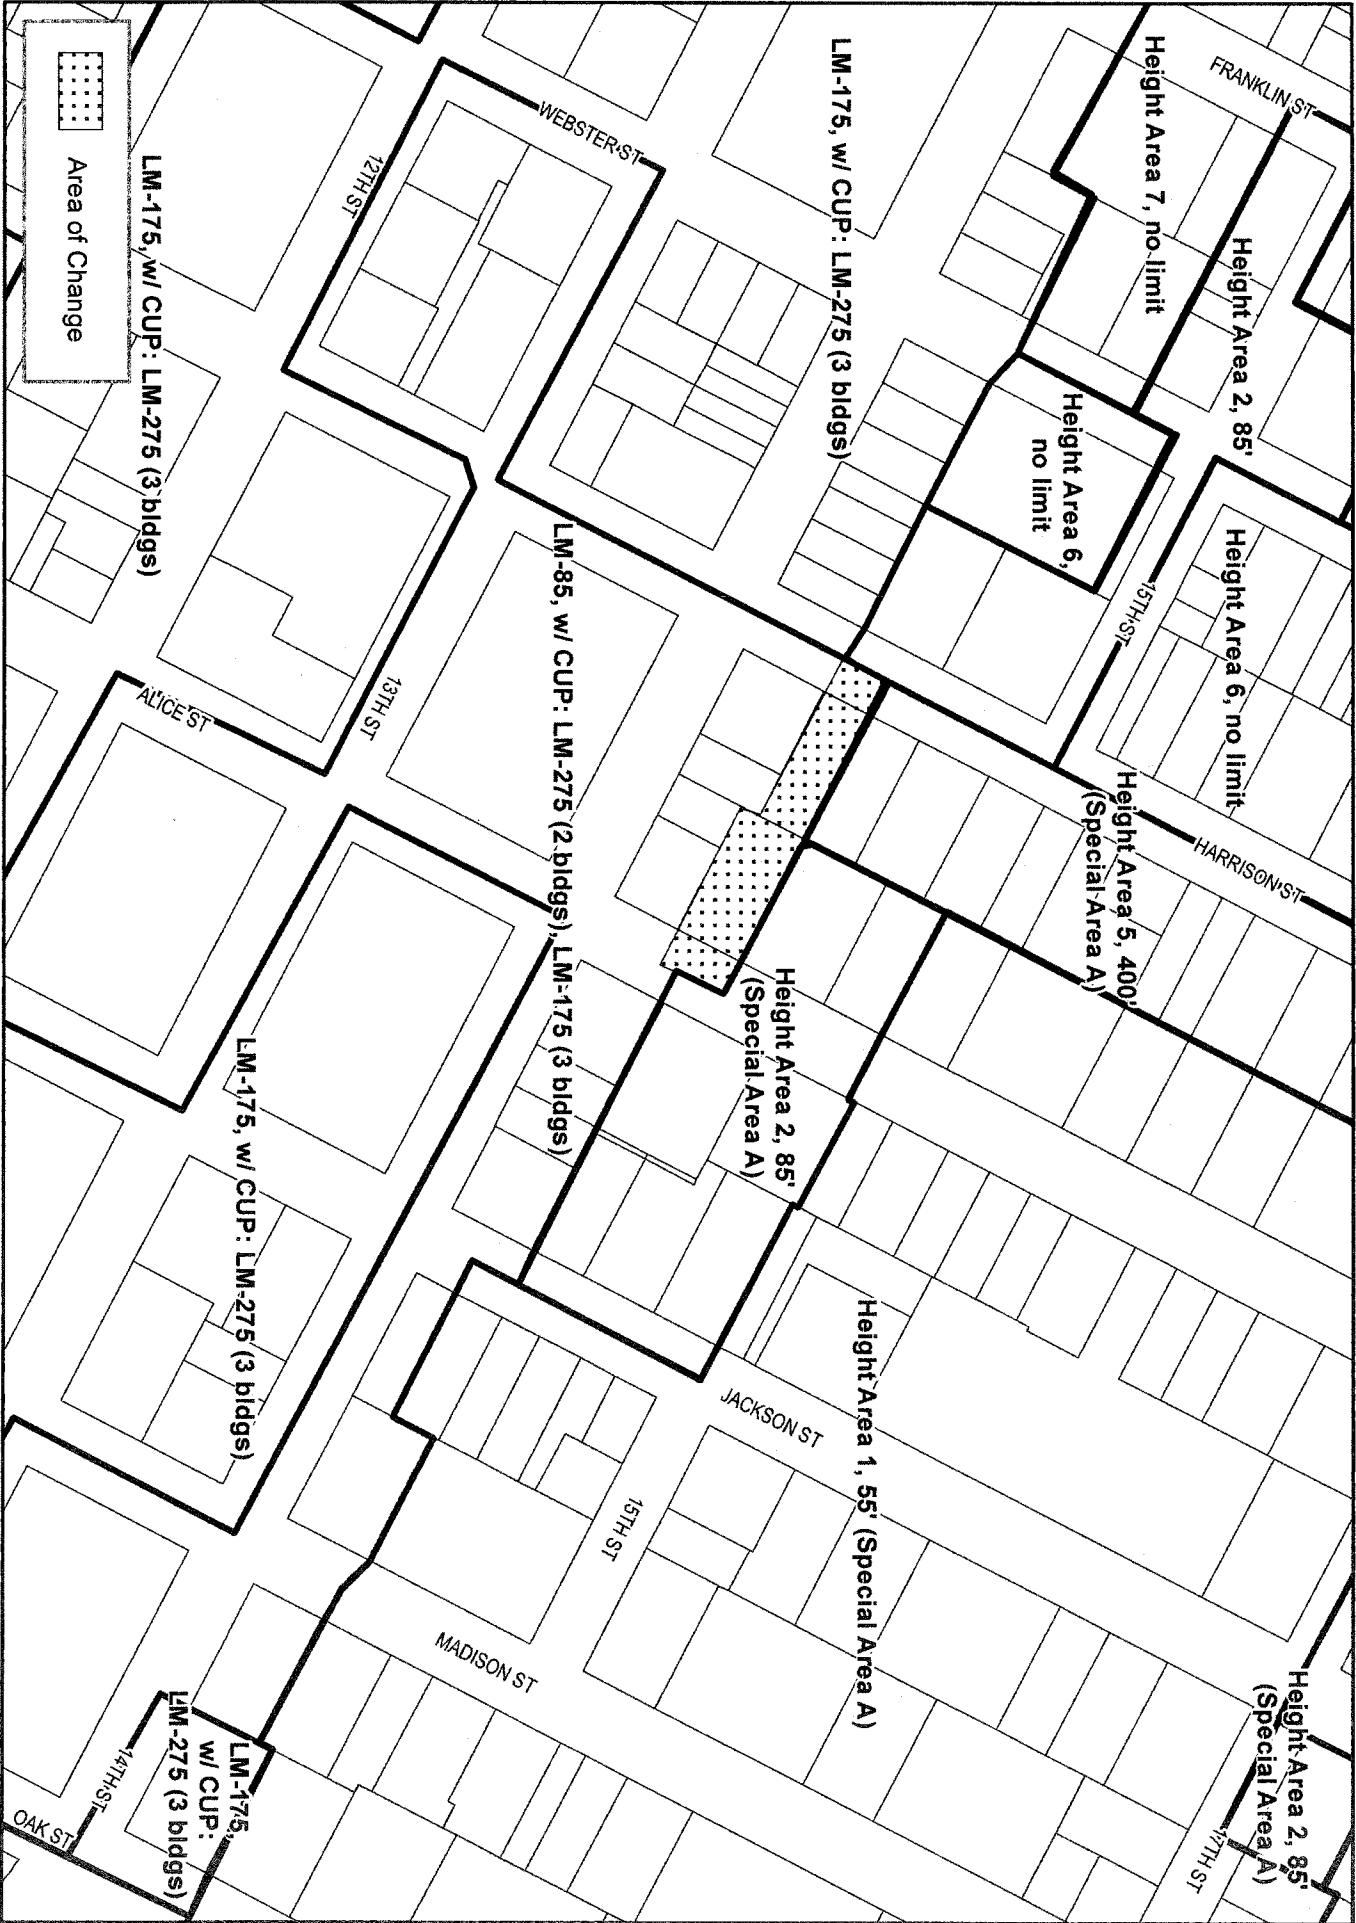 FRANKLIN ST
Height Area 7, no limit
Height Area 2, 85'
WEBSTER ST
LM-175, w/ CUP: LM-275 (3 bldgs)
12TH ST
LM-175, w/ CUP: LM-275 (3 bldgs)
Area of Change
Height Area 6,
no limit
15TH ST
Height Area 6, no limit
HARRISON ST
Height Area 5, 400'
(Special Area A)
LM-85, w/ CUP: LM-275 (2 bldgs), LM-175 (3 bldgs)
13TH ST
ALICE ST
Height Area 2, 85'
(Special Area A)
LM-175, w/ CUP: LM-275 (3 bldgs)
JACKSON ST
Height Area 1, 55' (Special Area A)
15TH ST
MADISON ST
Height Area 2, 85'
(Special Area A)
17TH ST
LM-175,
w/ CUP:
LM-275 (3 bldgs)
14TH ST
OAK ST